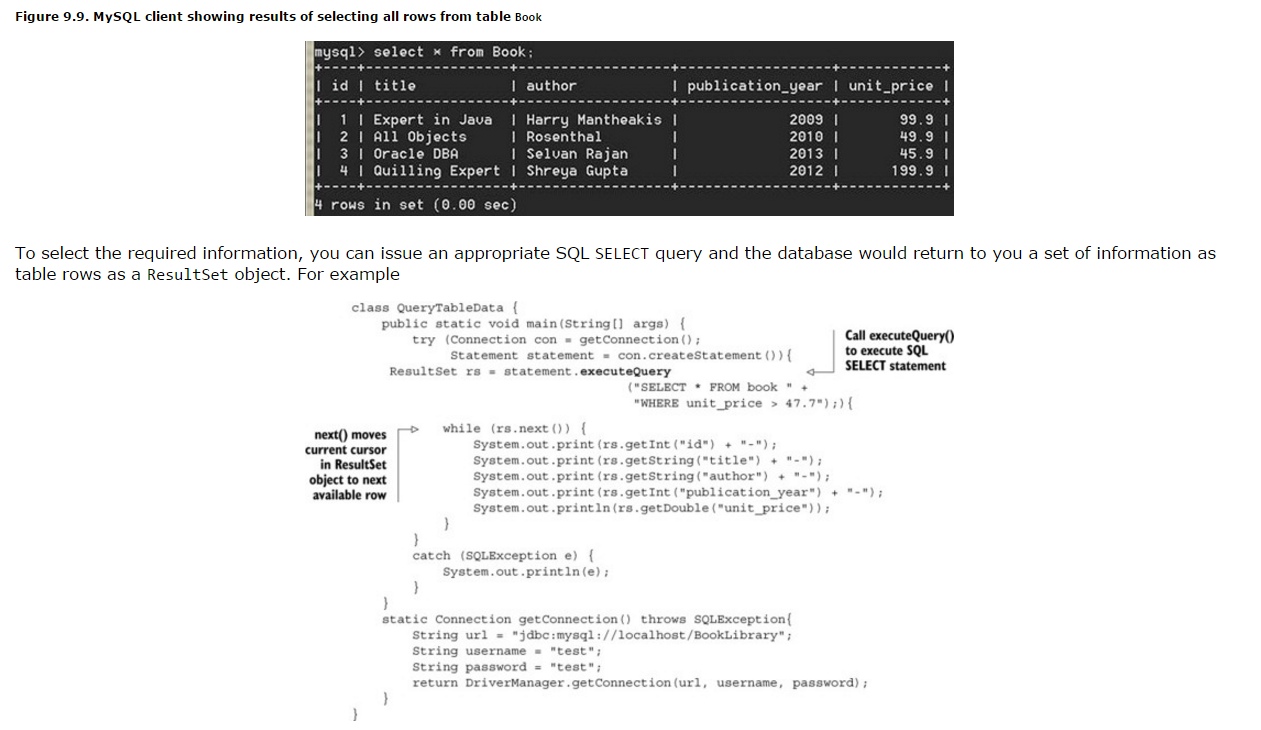 Figure 9.9. MySQL client showing results of selecting all rows from table Book
mysql> select * from Book;
+----+----------------+------------------+------------------+------------+
| id | title          | author           | publication_year | unit_price |
+----+----------------+------------------+------------------+------------+
|  1 | Expert in Java | Harry Mantheakis |             2009 |       99.9 |
|  2 | All Objects    | Rosenthal        |             2010 |       49.9 |
|  3 | Oracle DBA     | Selvan Rajan     |             2013 |       45.9 |
|  4 | Quilling Expert | Shreya Gupta    |             2012 |      199.9 |
+----+----------------+------------------+------------------+------------+
4 rows in set (0.00 sec)
To select the required information, you can issue an appropriate SQL SELECT query and the database would return to you a set of information as
table rows as a ResultSet object. For example
class QueryTableData {
public static void main(String[] args) {
try (Connection con = getConnection();
Statement statement = con.createStatement()){
ResultSet rs = statement.executeQuery
("SELECT * FROM book " +
"WHERE unit_price > 47.7");){
Call executeQuery()
to execute SQL
SELECT statement
while (rs.next()) {
System.out.print(rs.getInt("id") + "-");
System.out.print(rs.getString("title") + "-");
System.out.print(rs.getString("author") + "-");
System.out.print(rs.getInt("publication_year") + "-");
System.out.println(rs.getDouble("unit_price"));
}
next() moves
current cursor
in ResultSet
object to next
available row
}
catch (SQLException e) {
System.out.println(e);
}
}
static Connection getConnection() throws SQLException{
String url = "jdbc:mysql://localhost/BookLibrary";
String username = "test";
String password = "test";
return DriverManager.getConnection(url, username, password);
}
}